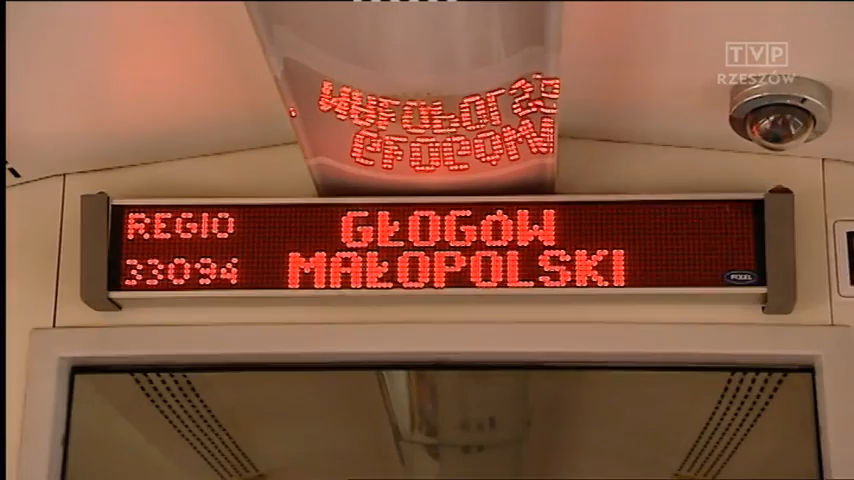 TVP
RZESZÓW
REGIO
33094
GŁOGÓW
MAŁOPOLSKI
PIXEL